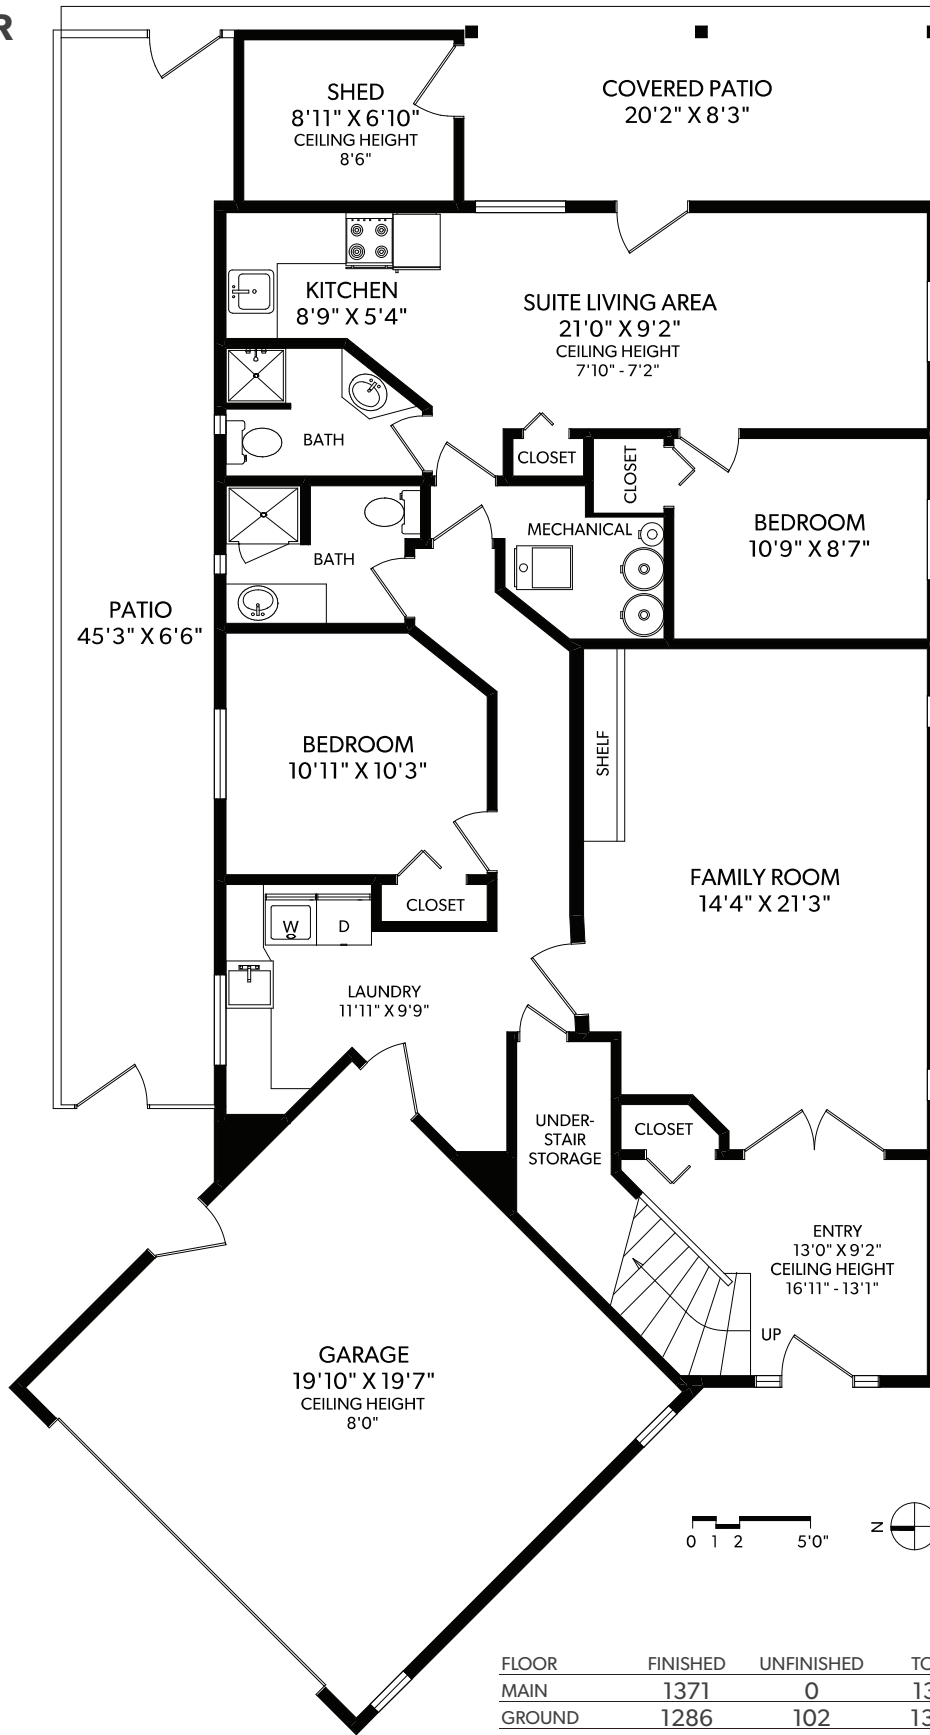 R
SHED
8'11" X 6'10"
CEILING HEIGHT
8'6"
COVERED PATIO
20'2" X 8'3"
KITCHEN
8'9" X 5'4"
SUITE LIVING AREA
21'0" X 9'2"
CEILING HEIGHT
7'10" - 7'2"
BATH
CLOSET
CLOSET
MECHANICAL
BEDROOM
10'9" X 8'7"
BATH
PATIO
45'3" X 6'6"
BEDROOM
10'11" X 10'3"
SHELF
FAMILY ROOM
14'4" X 21'3"
CLOSET
W D
LAUNDRY
11'11" X 9'9"
UNDER-
STAIR
STORAGE
CLOSET
ENTRY
13'0" X 9'2"
CEILING HEIGHT
16'11" - 13'1"
UP
GARAGE
19'10" X 19'7"
CEILING HEIGHT
8'0"
0 1 2 5'0"
N
FLOOR FINISHED UNFINISHED TO
MAIN 1371 0 13
GROUND 1286 102 13